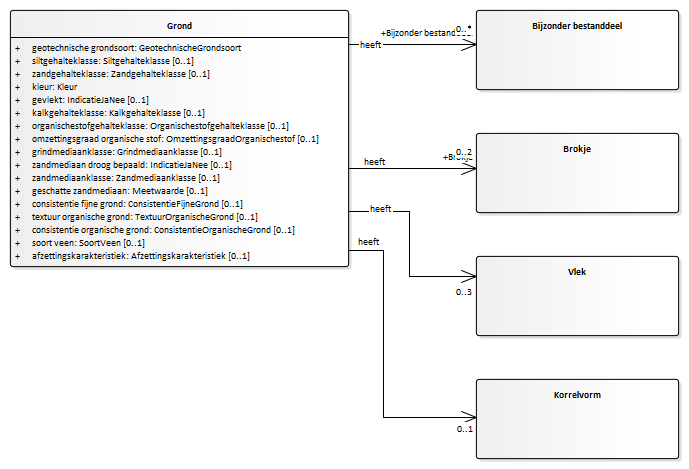 Grond
+ geotechnische grondsoort: GeotechnischeGrondsoort
+ siltgehalteklasse: Siltgehalteklasse [0..1]
+ zandgehalteklasse: Zandgehalteklasse [0..1]
+ kleur: Kleur
+ gevlekt: IndicatieJaNee [0..1]
+ kalkgehalteklasse: Kalkgehalteklasse [0..1]
+ organischestofgehalteklasse: Organischestofgehalteklasse [0..1]
+ omzettingsgraad organische stof: OmzettingsgraadOrganischestof [0..1]
+ grindmediaanklasse: Grindmediaanklasse [0..1]
+ zandmediaan droog bepaald: IndicatieJaNee [0..1]
+ zandmediaanklasse: Zandmediaanklasse [0..1]
+ geschatte zandmediaan: Meetwaarde [0..1]
+ consistentie fijne grond: ConsistentieFijneGrond [0..1]
+ textuur organische grond: TextuurOrganischeGrond [0..1]
+ consistentie organische grond: ConsistentieOrganischeGrond [0..1]
+ soort veen: SoortVeen [0..1]
+ afzettingskarakteristiek: Afzettingskarakteristiek [0..1]
+Bijzonder
0..*
heeft
Bijzonder bestanddeel
heeft
0..2
Brokje
heeft
0..3
Vlek
heeft
0..1
Korrelvorm